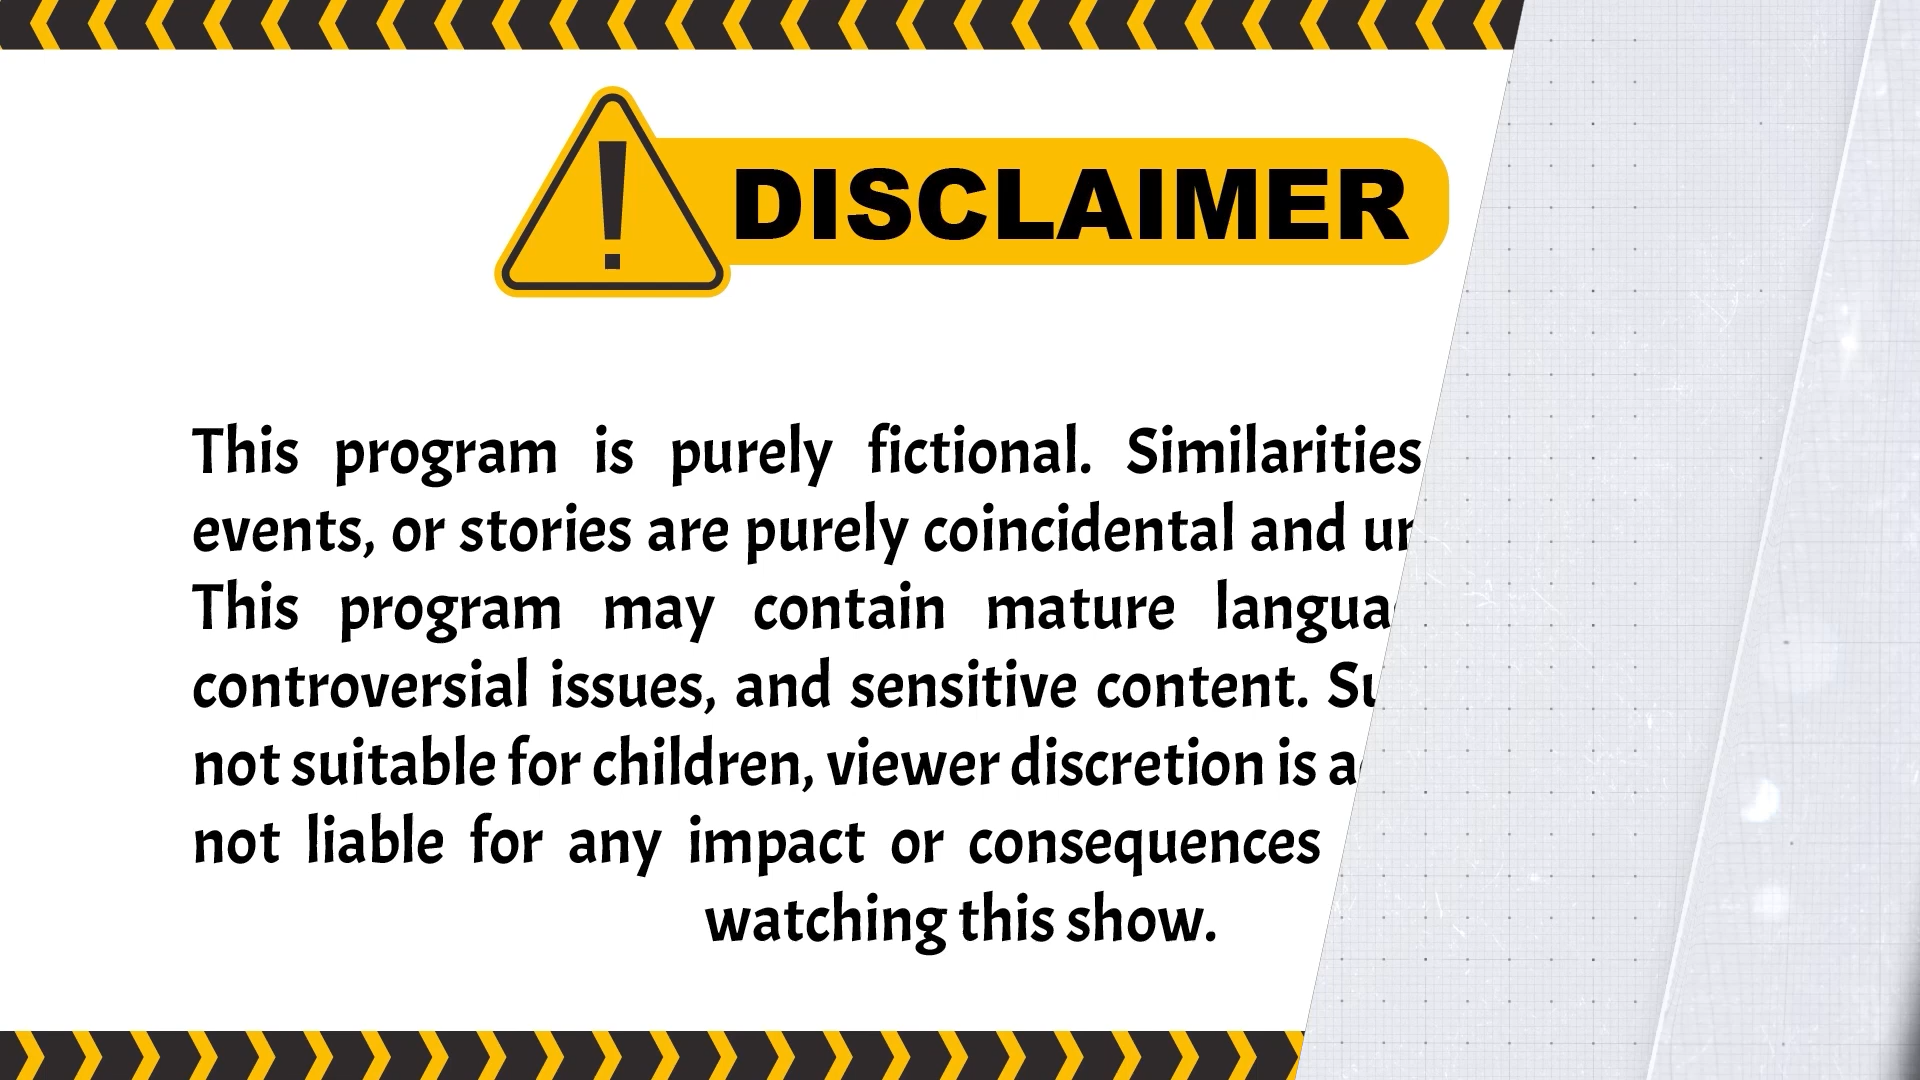 DISCLAIMER
This program is purely fictional. Similarities
events, or stories are purely coincidental and
This program may contain mature
controversial issues, and sensitive content.
not suitable for children, viewer discretion is
not liable for any impact or consequences
watching this show.